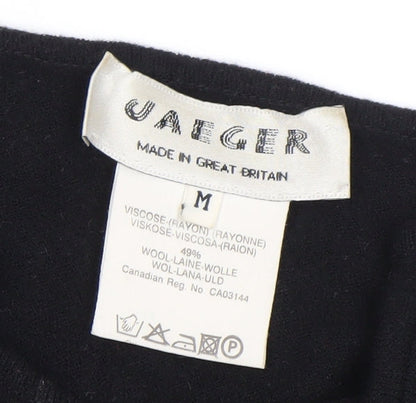 JAEGER
MADE IN GREAT BRITAIN
M
VISCOSE-(RAYON) (RAYONNE)
VISKOSE-VISCOSA-(RAION)
49%
WOOL-LAINE-WOLLE
WOL-LANA-ULD
Canadian Reg. No CA03144
P